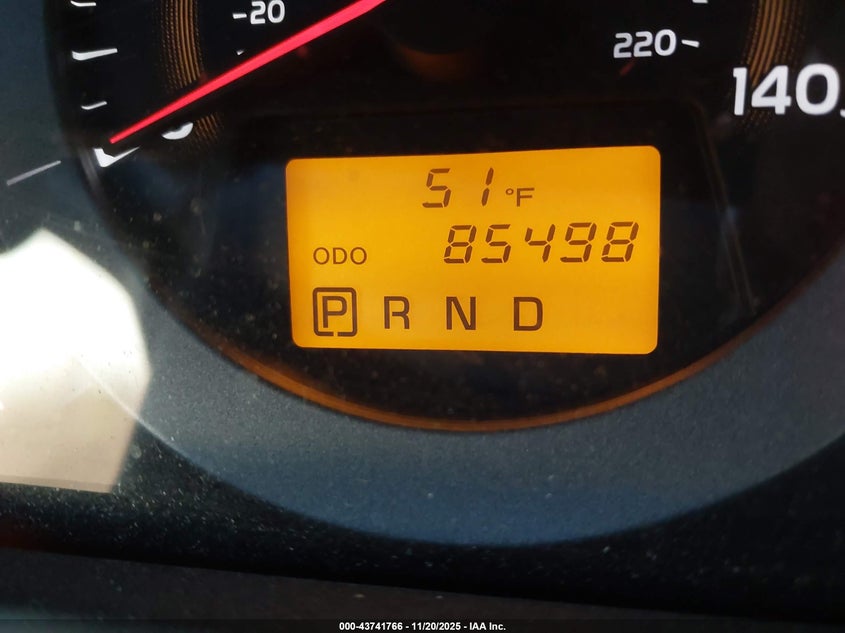 20
220
140
51 °F
ODO 85498
P R N D
000-43741766 - 11/20/2025 - IAA Inc.